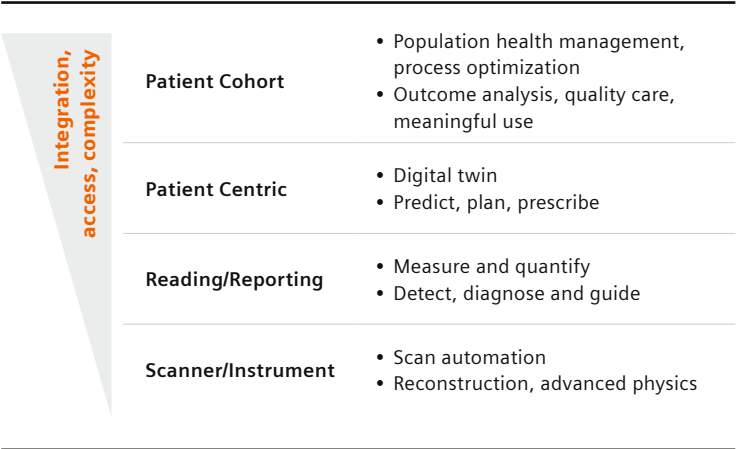 Integration,
access, complexity
Patient Cohort
• Population health management,
process optimization
• Outcome analysis, quality care,
meaningful use
Patient Centric
• Digital twin
• Predict, plan, prescribe
Reading/Reporting
• Measure and quantify
• Detect, diagnose and guide
Scanner/Instrument
• Scan automation
• Reconstruction, advanced physics